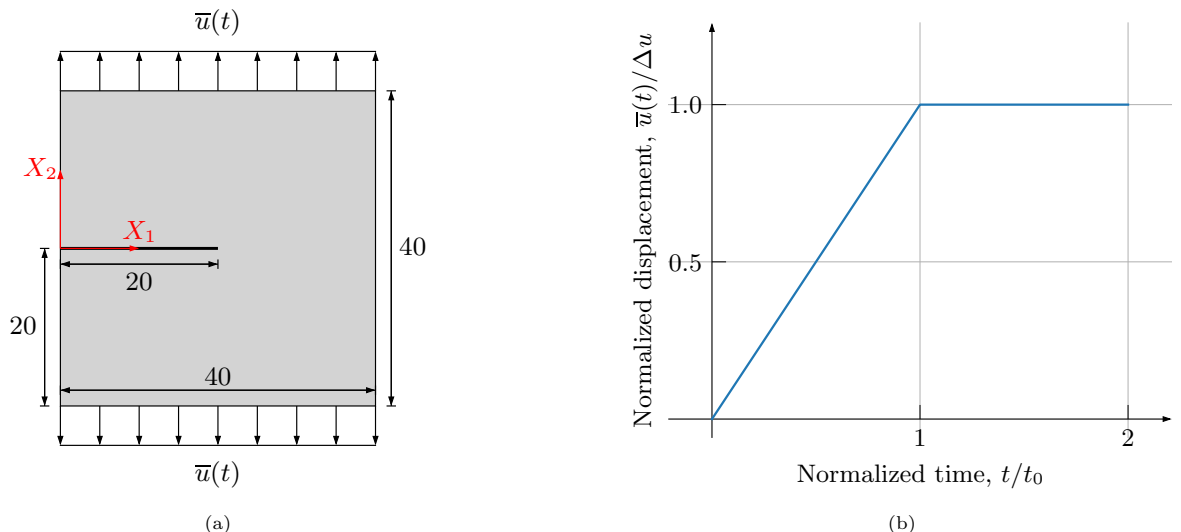 u̅(t)
X₂
X₁
20
40
20
40
u̅(t)
(a)
Normalized displacement, u̅(t)/Δu
1.0
0.5
1
2
Normalized time, t/t₀
(b)